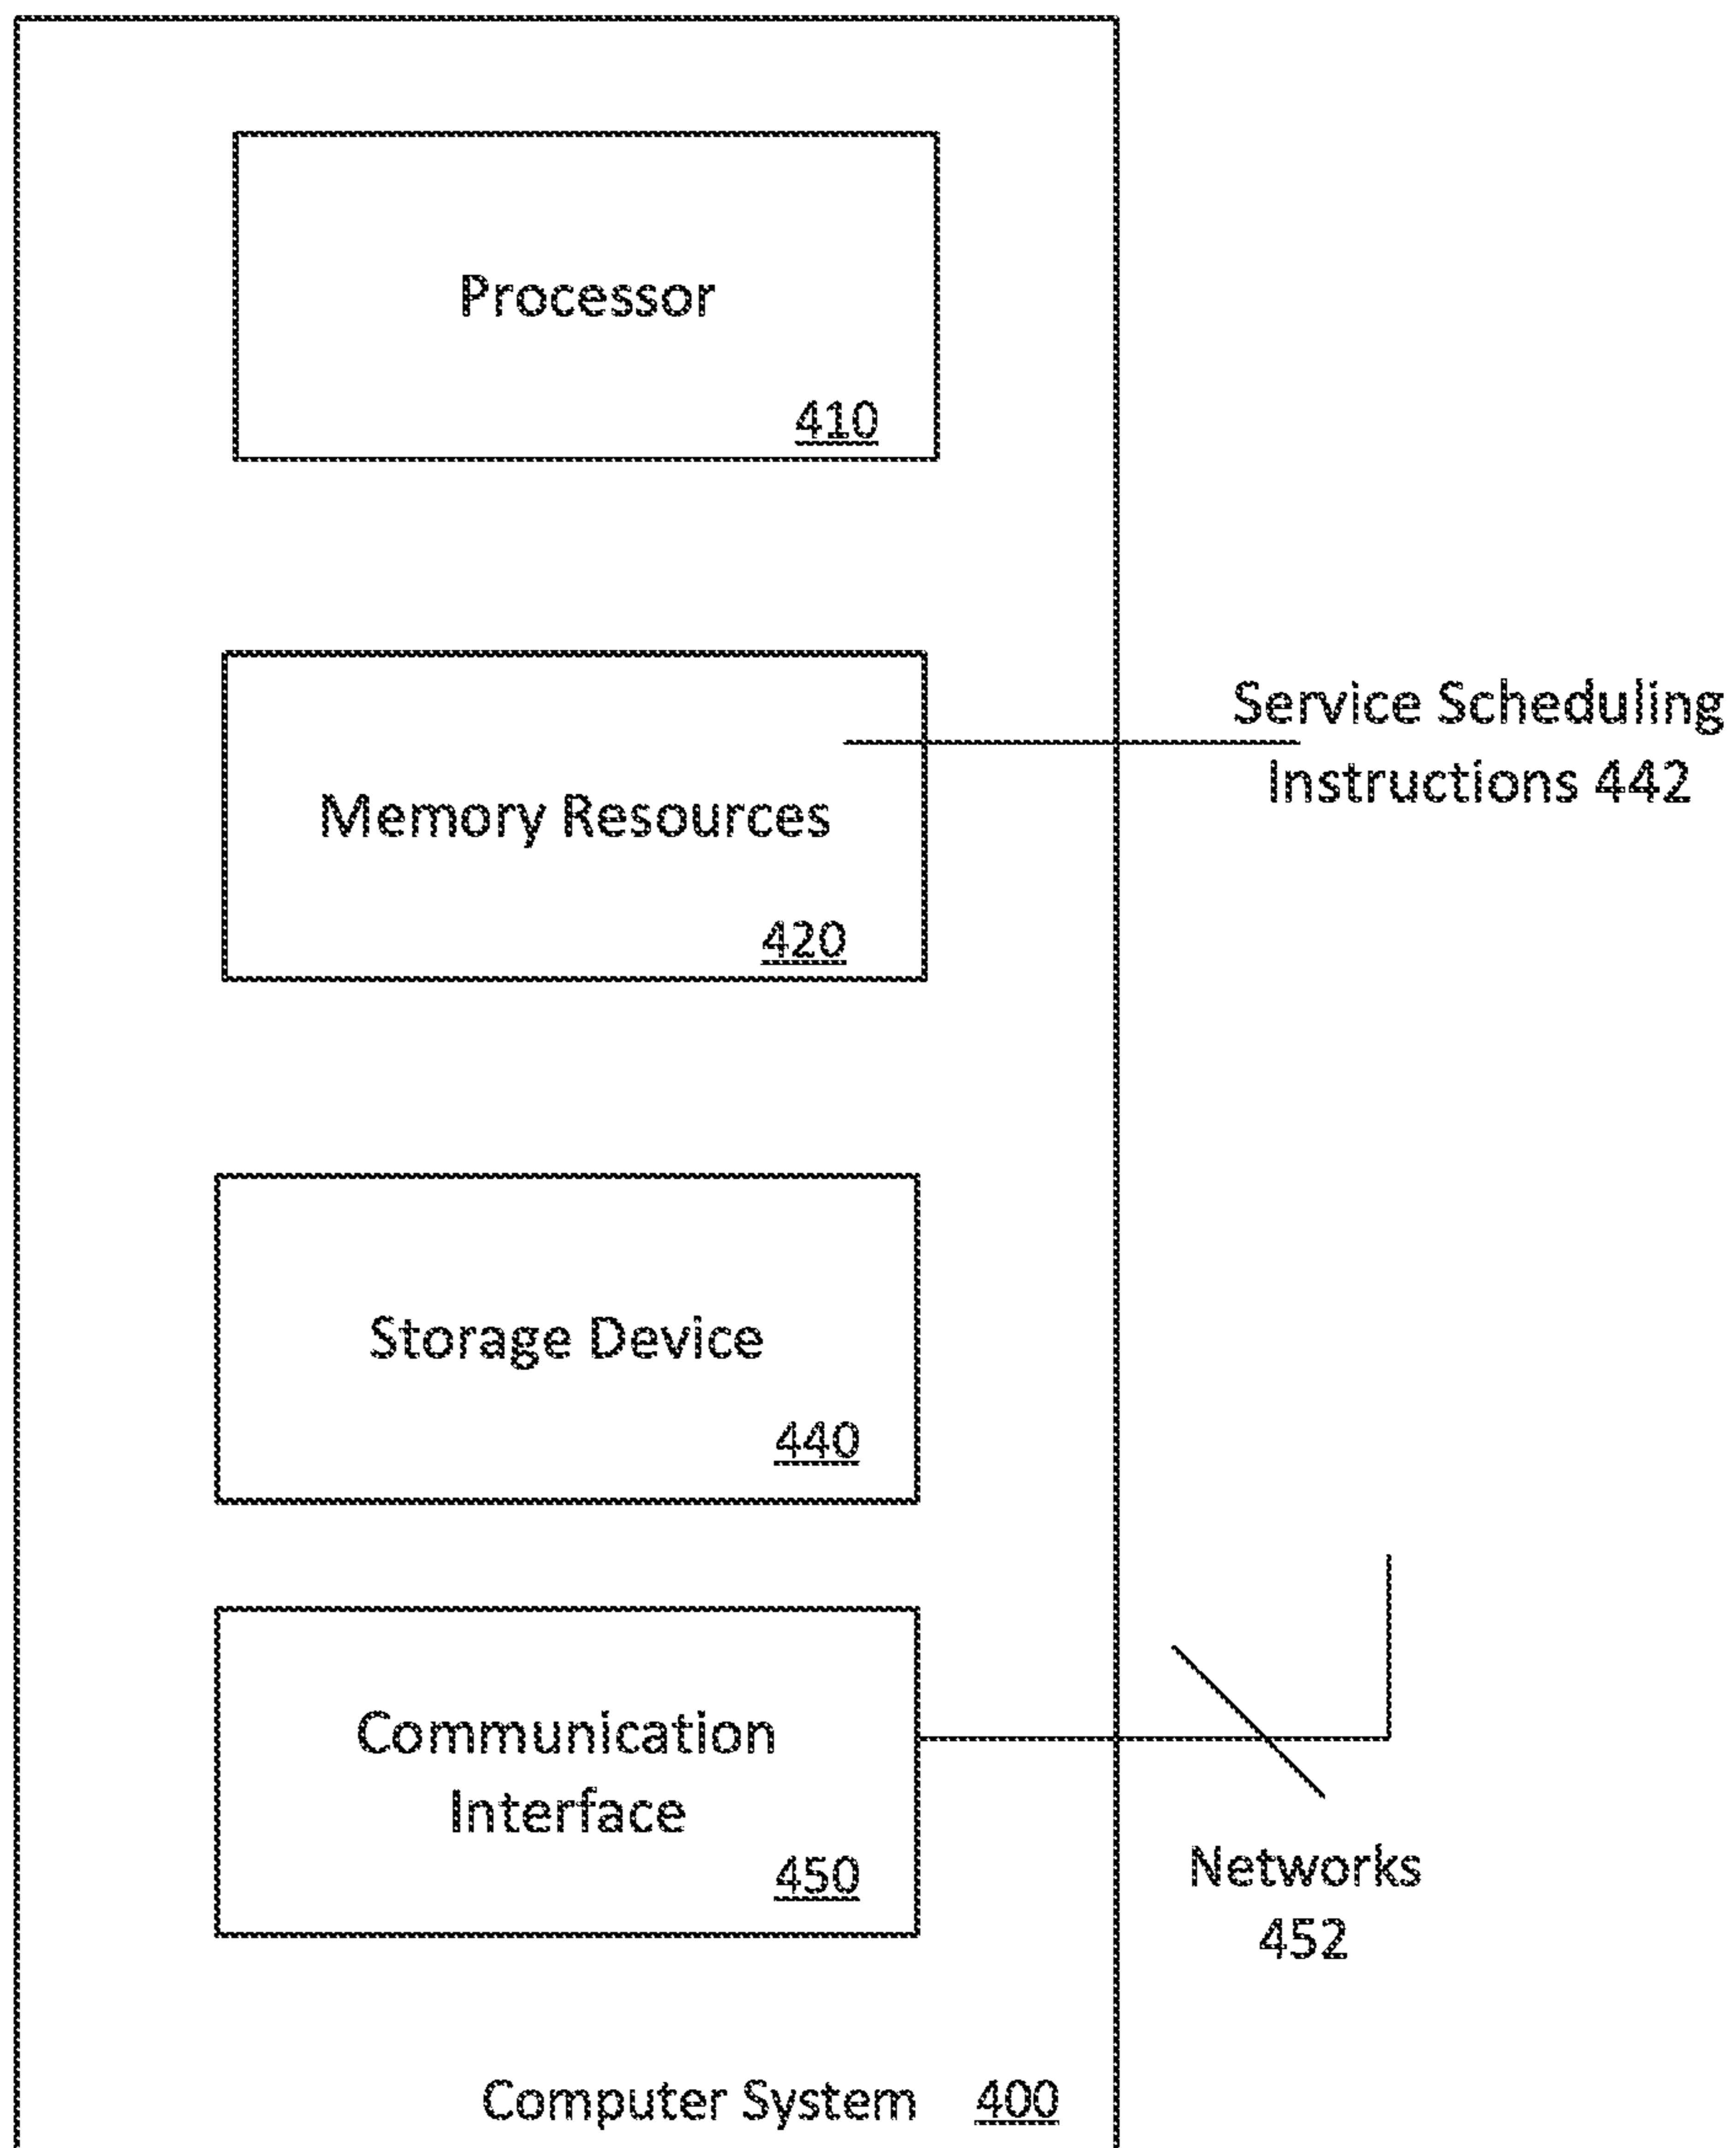 Processor
410
Service Scheduling
Instructions 442
Memory Resources
420
Storage Device
440
Communication
Interface
450
Networks
452
Computer System 400